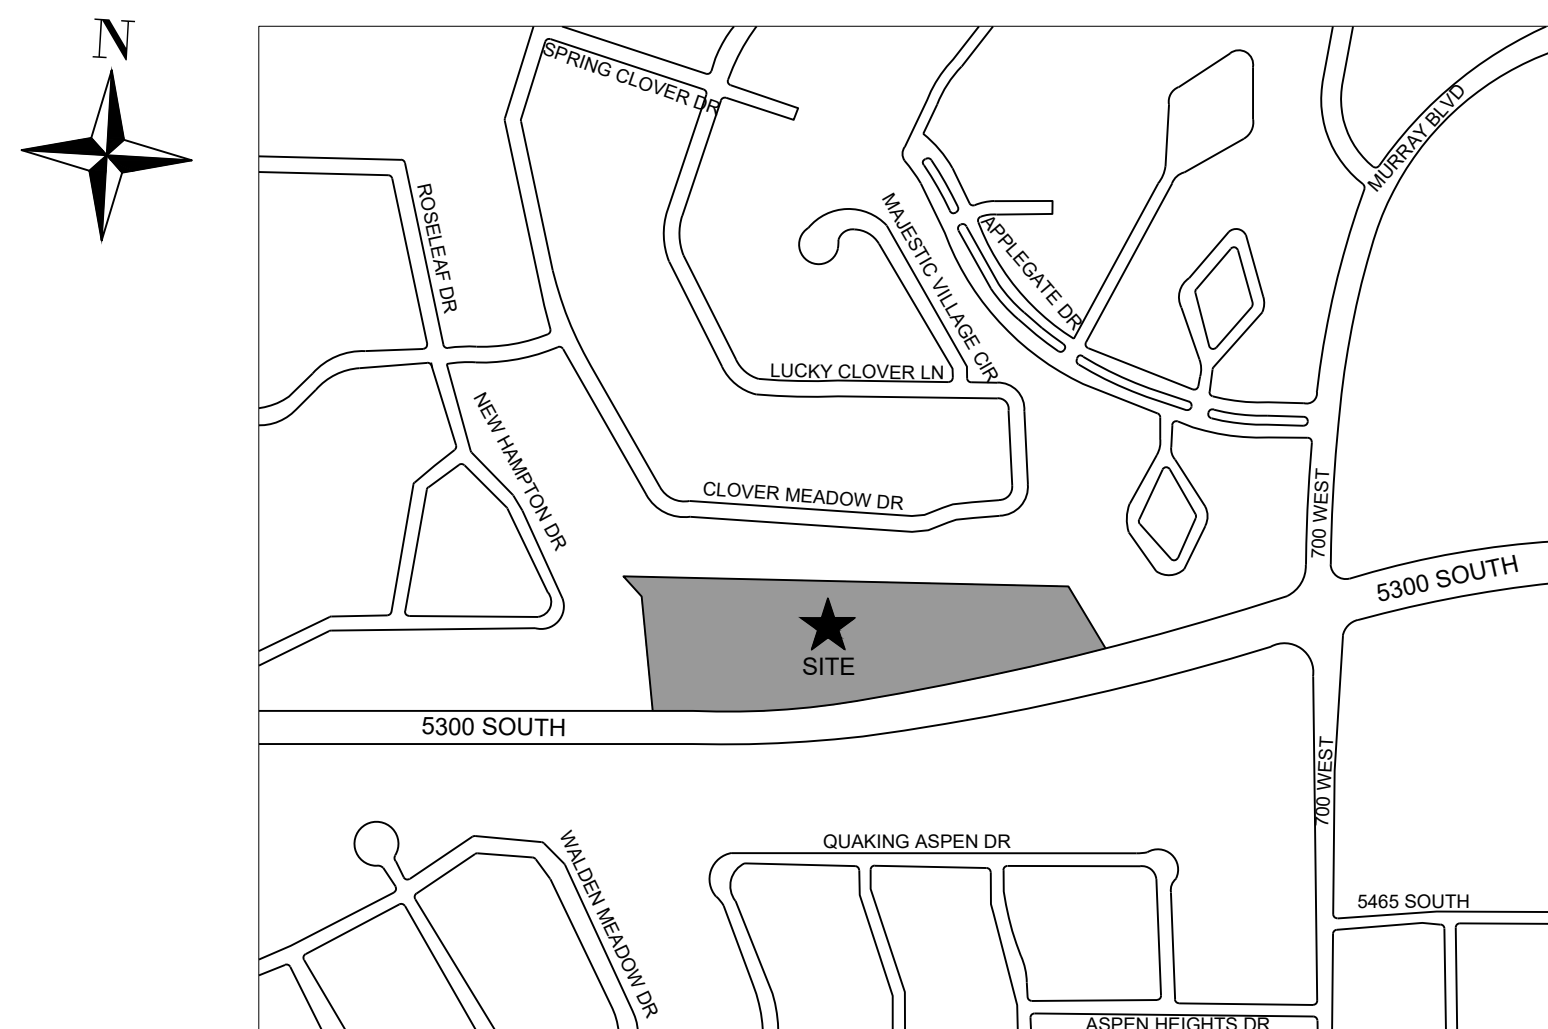 N
SPRING CLOVER DR
MURRAY BLVD
ROSELEAF DR
MAJESTIC VILLAGE CIR
APPLEGATE DR
LUCKY CLOVER LN
NEW HAMPTON DR
CLOVER MEADOW DR
700 WEST
5300 SOUTH
SITE
5300 SOUTH
700 WEST
QUAKING ASPEN DR
WALDEN MEADOW DR
5465 SOUTH
ASPEN HEIGHTS DR